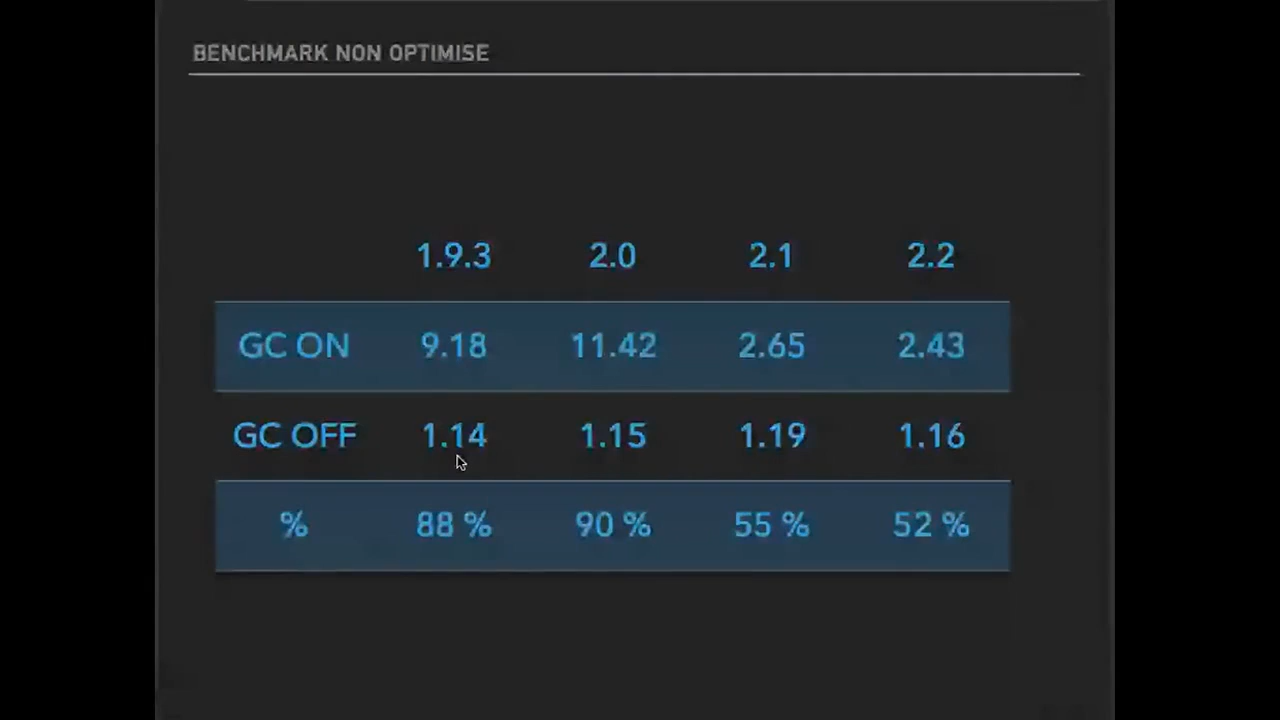 BENCHMARK NON OPTIMISE
1.9.3 2.0 2.1 2.2
GC ON 9.18 11.42 2.65 2.43
GC OFF 1.14 1.15 1.19 1.16
% 88 % 90 % 55 % 52 %